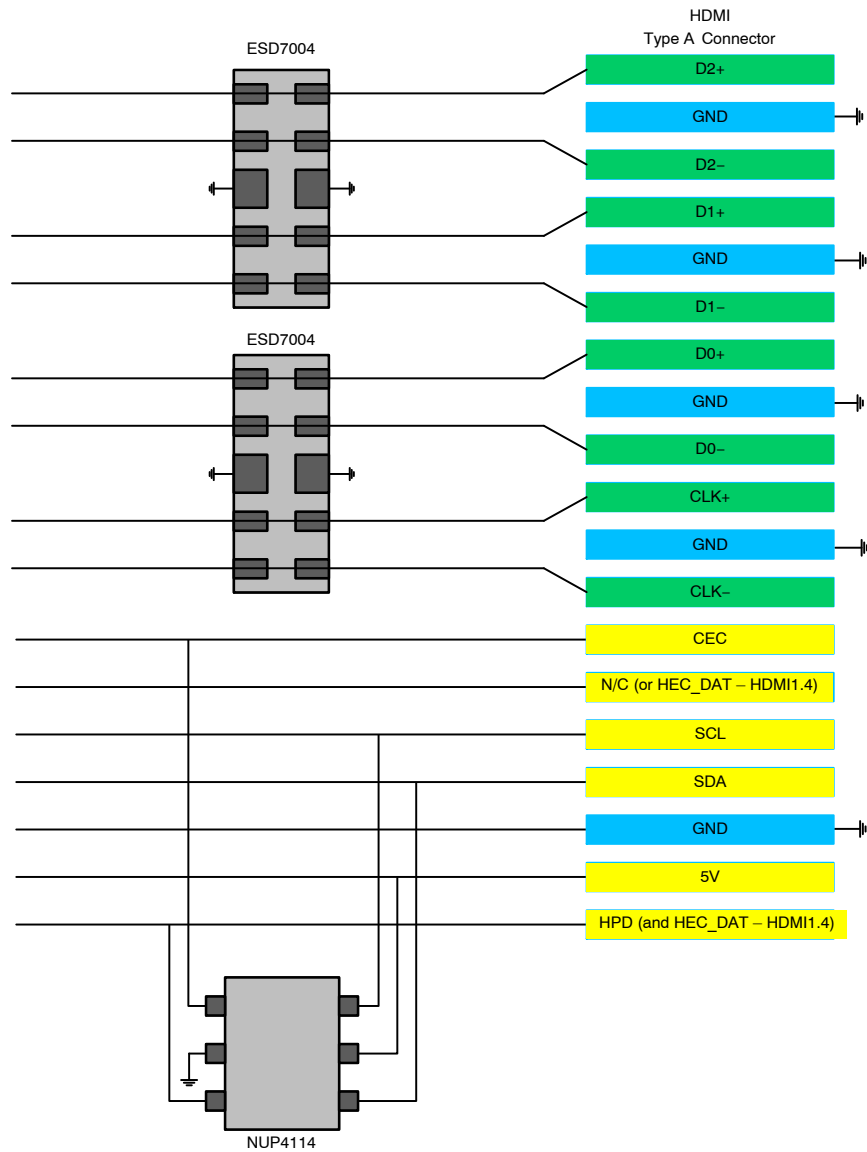 HDMI
Type A Connector
ESD7004
D2+
GND
D2−
D1+
GND
D1−
ESD7004
D0+
GND
D0−
CLK+
GND
CLK−
CEC
N/C (or HEC_DAT – HDMI1.4)
SCL
SDA
GND
5V
HPD (and HEC_DAT – HDMI1.4)
NUP4114